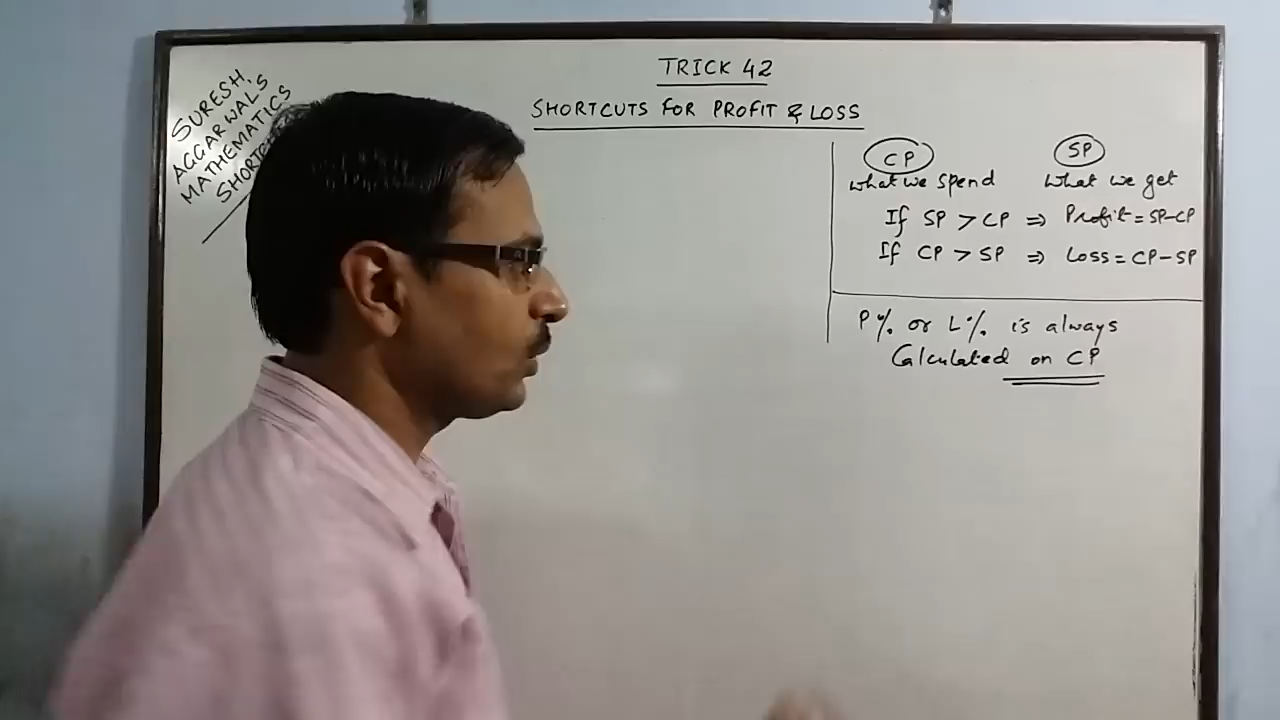 TRICK 42
SHORTCUTS FOR PROFIT & LOSS
SURESH
AGGARWAL'S
MATHEMATICS
CP
SP
what we spend
what we get
If SP > CP ⇒ Profit = SP-CP
If CP > SP ⇒ Loss = CP-SP
P% or L% is always
Calculated on CP